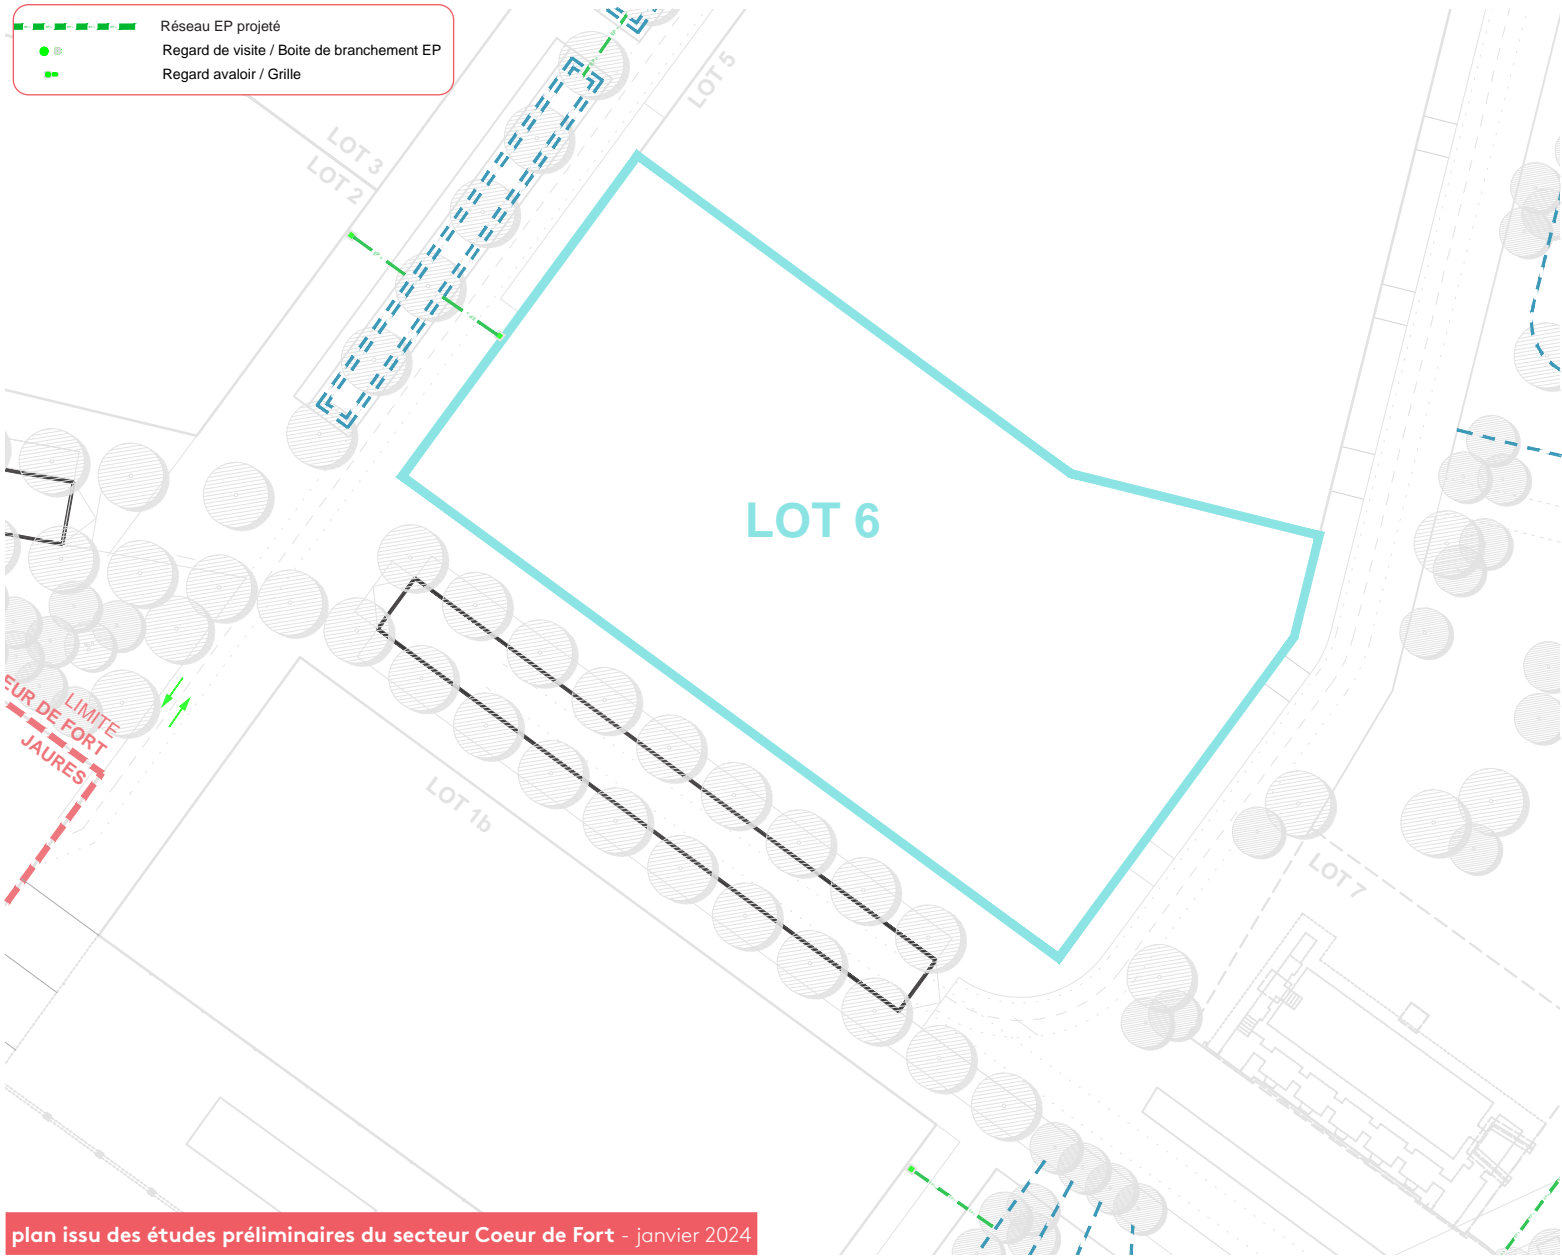 Réseau EP projeté
Regard de visite / Boite de branchement EP
Regard avaloir / Grille
LOT 5
LOT 3
LOT 2
LOT 6
LIMITE
EUR DE FORT
JAURES
LOT 1b
LOT 7
plan issu des études préliminaires du secteur Coeur de Fort - janvier 2024